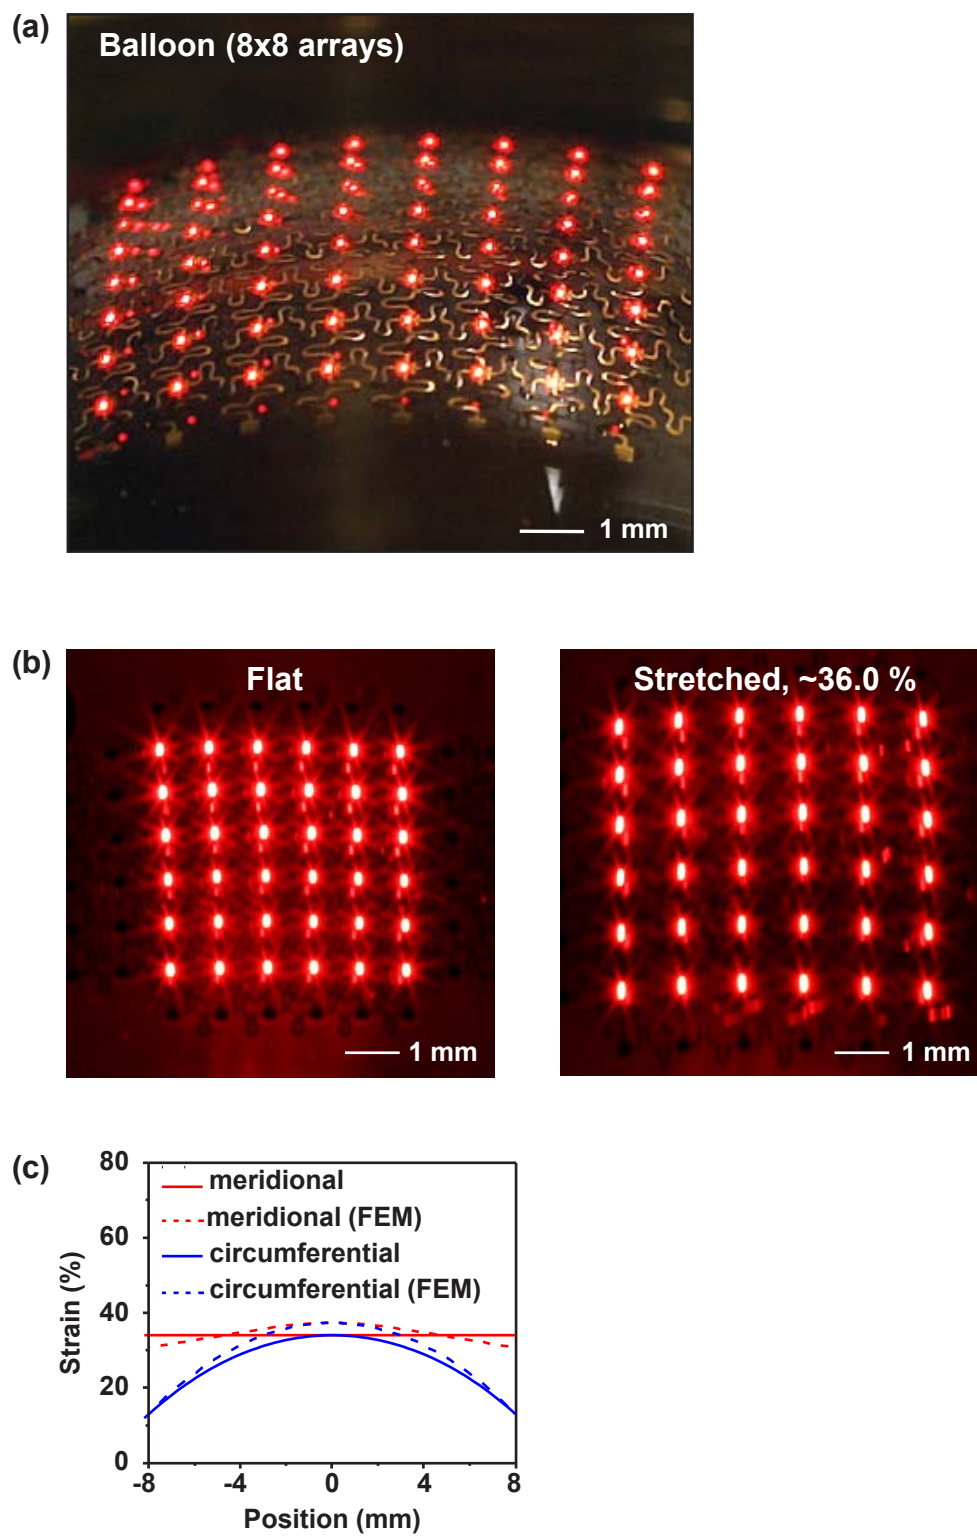 (a)
Balloon (8x8 arrays)
1 mm
(b)
Flat
Stretched, ~36.0 %
1 mm
1 mm
(c)
80
60
40
20
0
Strain (%)
meridional
meridional (FEM)
circumferential
circumferential (FEM)
-8
-4
0
4
8
Position (mm)